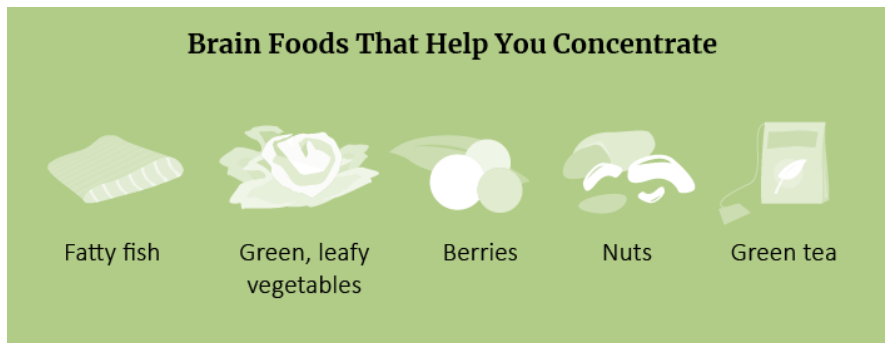 Brain Foods That Help You Concentrate
Fatty fish
Green, leafy
vegetables
Berries
Nuts
Green tea